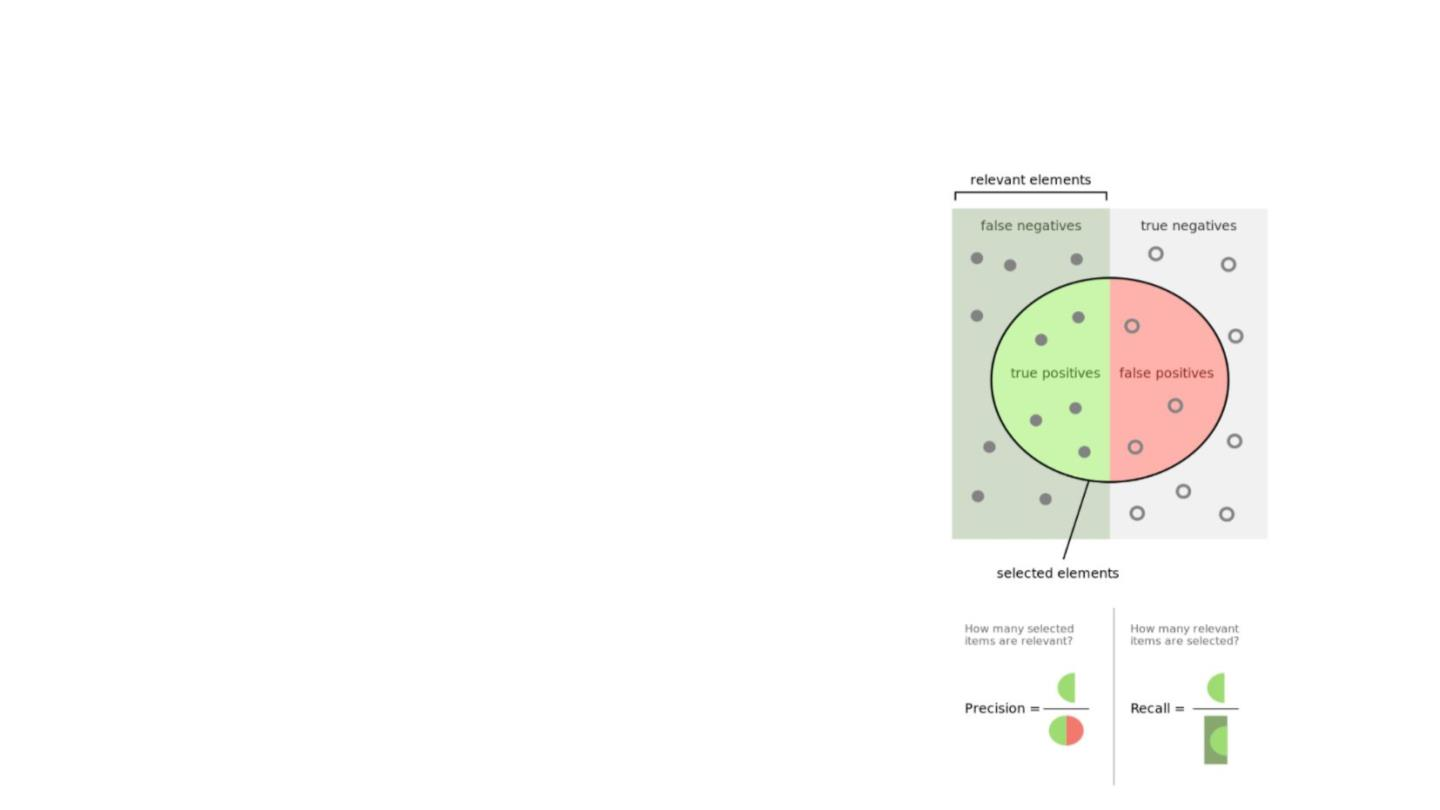 relevant elements
false negatives
true negatives
true positives
false positives
selected elements
How many selected
items are relevant?
How many relevant
items are selected?
Precision =
Recall =